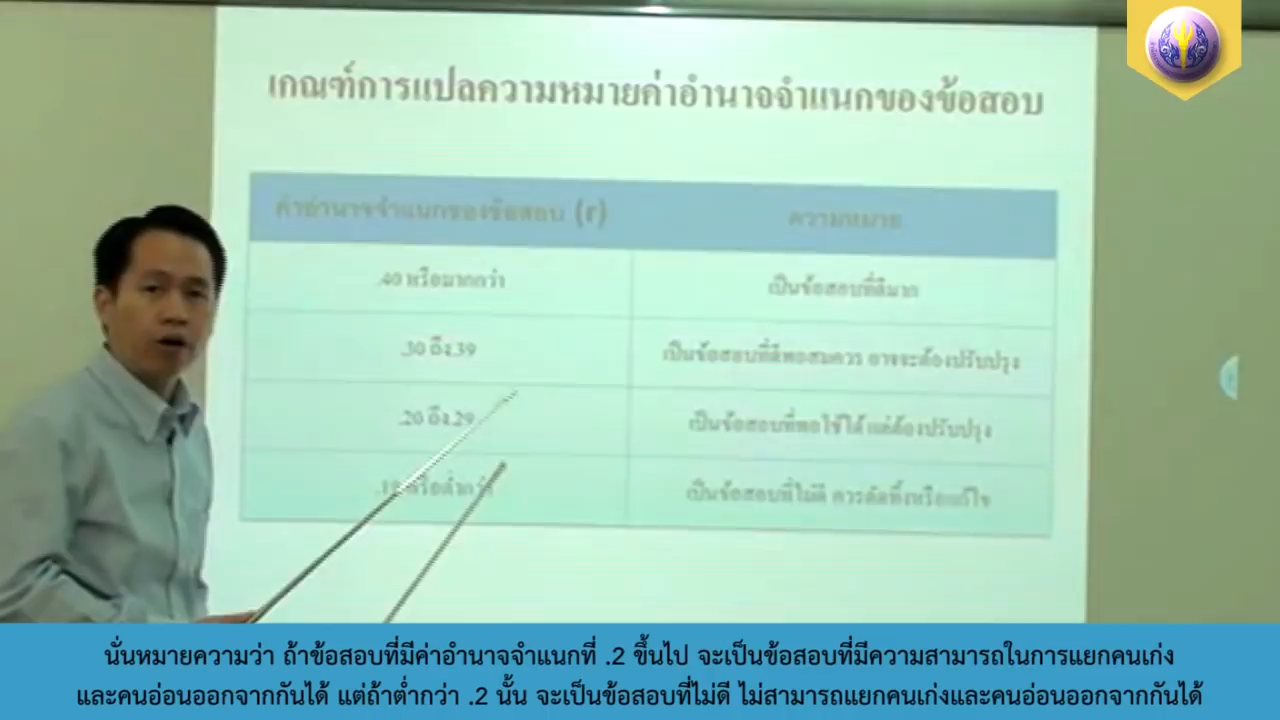 เกณฑ์การแปลความหมายค่าอำนาจจำแนกของข้อสอบ
ค่าอำนาจจำแนกของข้อสอบ (r) ความหมาย
.40 หรือมากกว่า เป็นข้อสอบที่ดีมาก
.30 ถึง.39 เป็นข้อสอบที่ดีพอสมควร อาจจะต้องปรับปรุง
.20 ถึง.29 เป็นข้อสอบที่พอใช้ได้ แต่ต้องปรับปรุง
หรือต่ำกว่า เป็นข้อสอบที่ไม่ดี ควรตัดทิ้งหรือแก้ไข
นั่นหมายความว่า ถ้าข้อสอบที่มีค่าอำนาจจำแนกที่ .2 ขึ้นไป จะเป็นข้อสอบที่มีความสามารถในการแยกคนเก่ง
และคนอ่อนออกจากกันได้ แต่ถ้าต่ำกว่า .2 นั้น จะเป็นข้อสอบที่ไม่ดี ไม่สามารถแยกคนเก่งและคนอ่อนออกจากกันได้